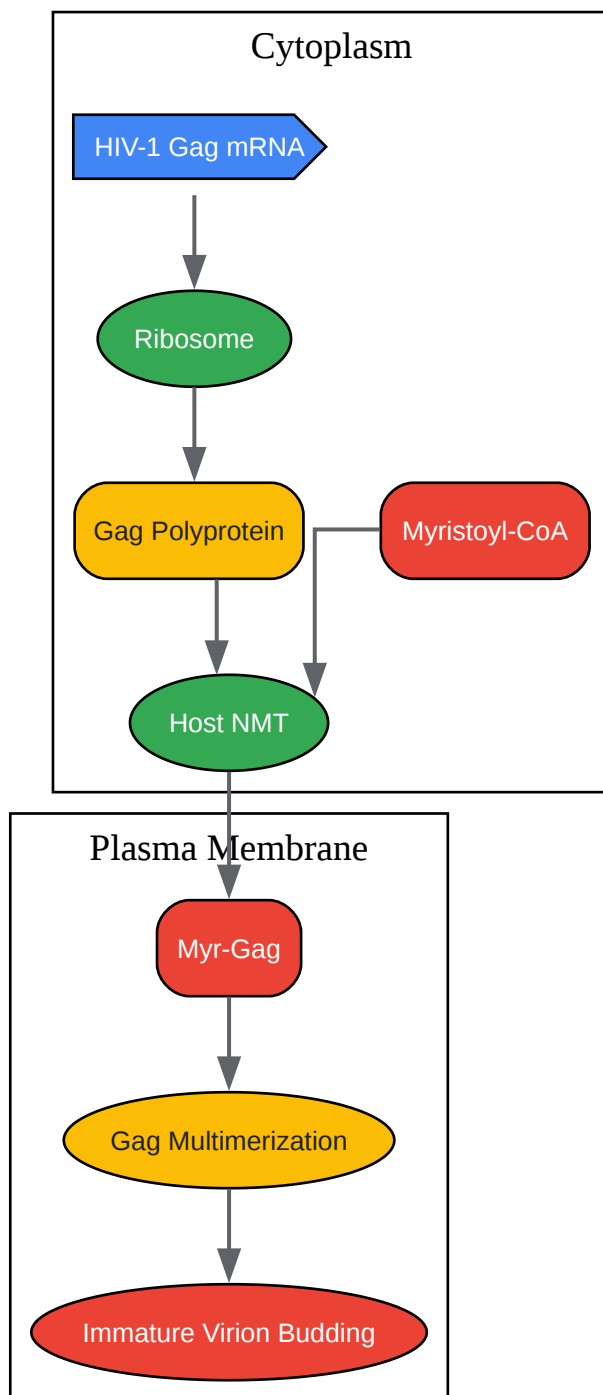 Cytoplasm
HIV-1 Gag mRNA
Ribosome
Gag Polyprotein
Myristoyl-CoA
Host NMT
Plasma Membrane
Myr-Gag
Gag Multimerization
Immature Virion Budding